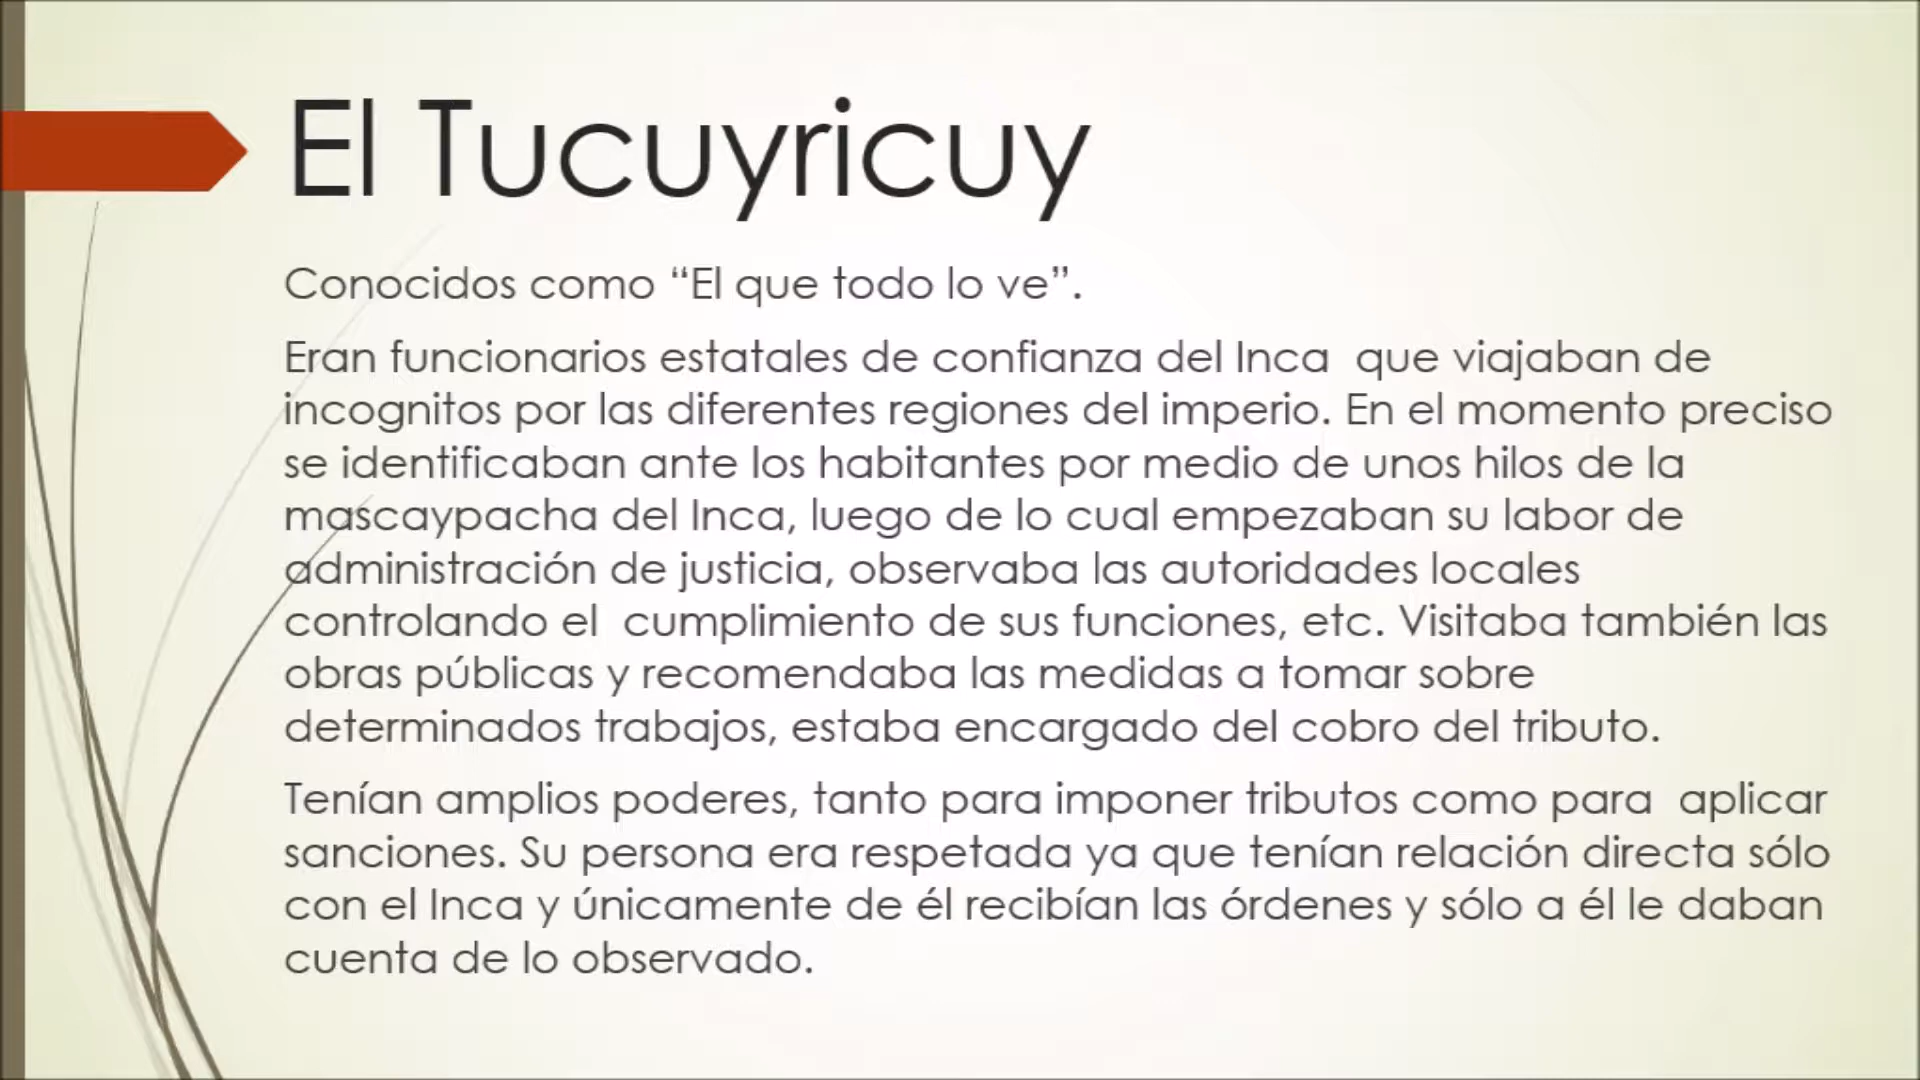 El Tucuyricuy
Conocidos como “El que todo lo ve”.
Eran funcionarios estatales de confianza del Inca  que viajaban de
incognitos por las diferentes regiones del imperio. En el momento preciso
se identificaban ante los habitantes por medio de unos hilos de la
mascaypacha del Inca, luego de lo cual empezaban su labor de
administración de justicia, observaba las autoridades locales
controlando el  cumplimiento de sus funciones, etc. Visitaba también las
obras públicas y recomendaba las medidas a tomar sobre
determinados trabajos, estaba encargado del cobro del tributo.
Tenían amplios poderes, tanto para imponer tributos como para  aplicar
sanciones. Su persona era respetada ya que tenían relación directa sólo
con el Inca y únicamente de él recibían las órdenes y sólo a él le daban
cuenta de lo observado.